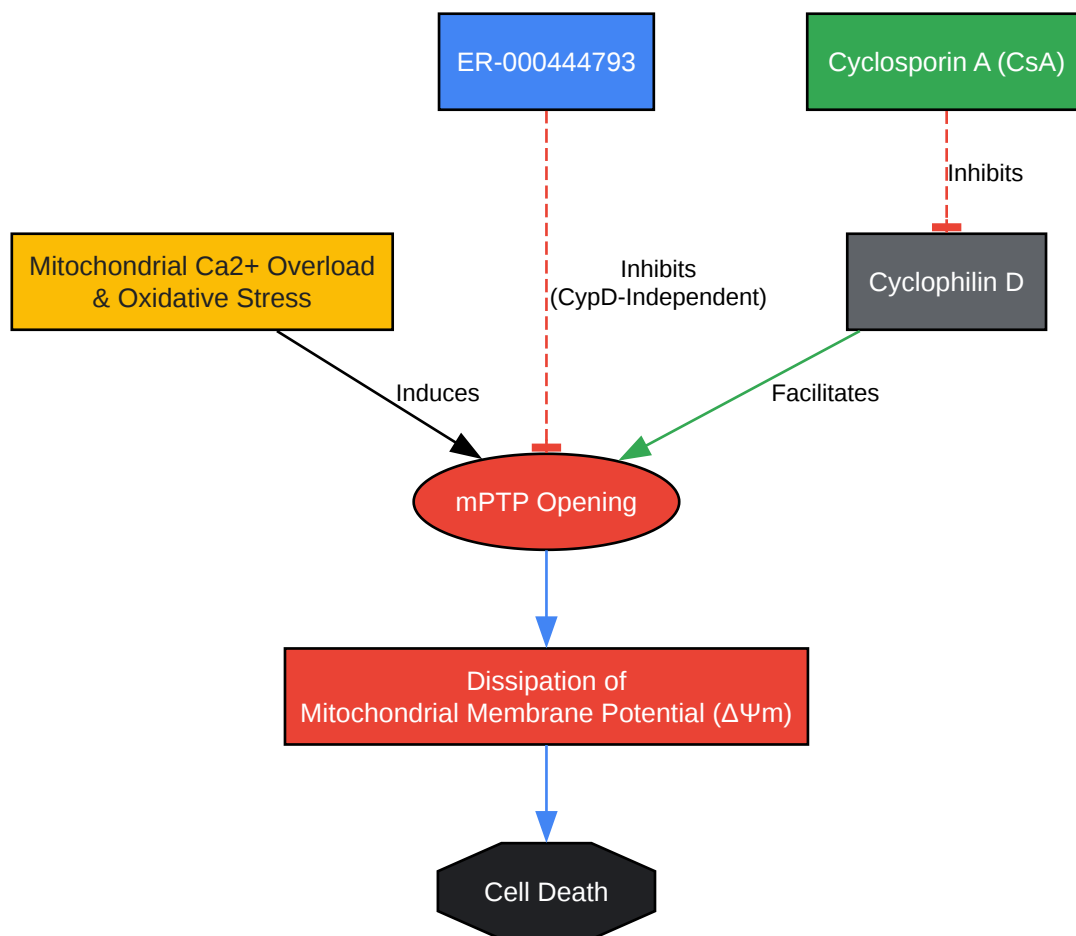 ER-000444793
Cyclosporin A (CsA)
Inhibits
Mitochondrial Ca2+ Overload
& Oxidative Stress
Inhibits
(CypD-Independent)
Cyclophilin D
Induces
Facilitates
mPTP Opening
Dissipation of
Mitochondrial Membrane Potential (ΔΨm)
Cell Death